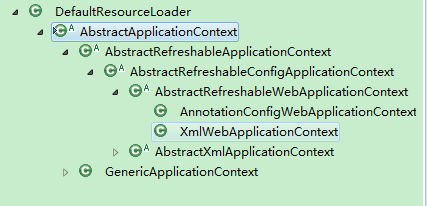 DefaultResourceLoader
AbstractApplicationContext
AbstractRefreshableApplicationContext
AbstractRefreshableConfigApplicationContext
AbstractRefreshableWebApplicationContext
AnnotationConfigWebApplicationContext
XmlWebApplicationContext
AbstractXmlApplicationContext
GenericApplicationContext